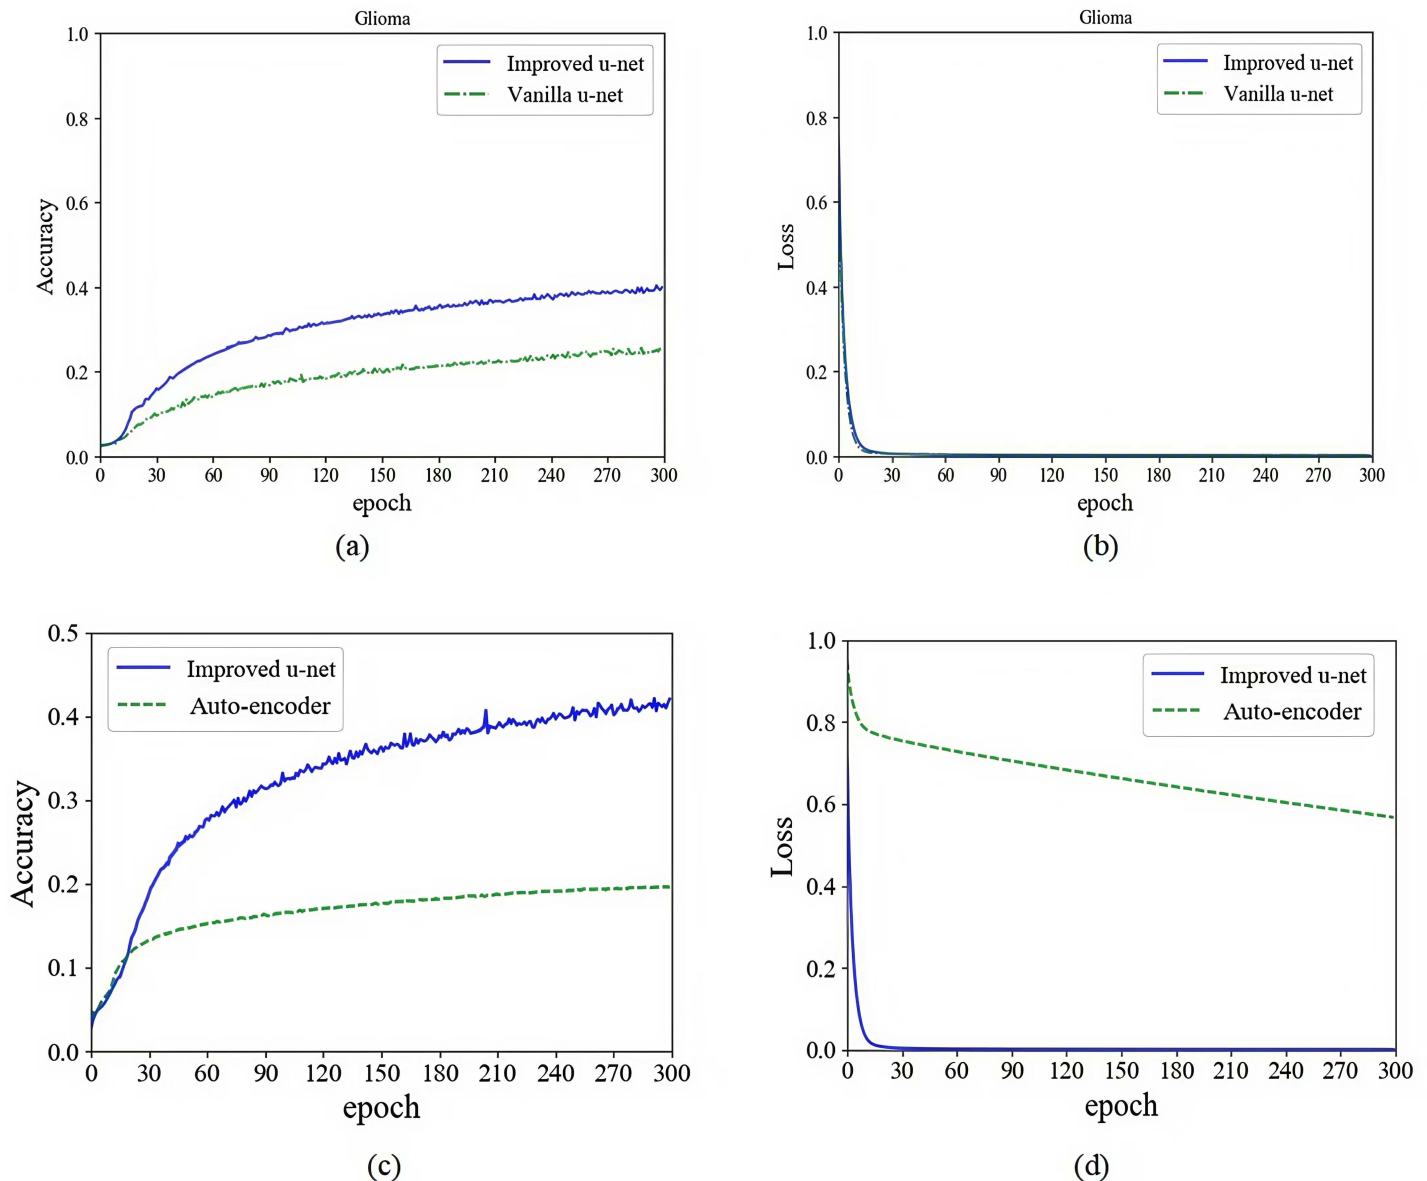 Glioma
1.0
0.8
0.6
0.4
0.2
0.0
Accuracy
Improved u-net
Vanilla u-net
0 30 60 90 120 150 180 210 240 270 300
epoch
(a)
Glioma
1.0
0.8
0.6
0.4
0.2
0.0
Loss
Improved u-net
Vanilla u-net
0 30 60 90 120 150 180 210 240 270 300
epoch
(b)
0.5
0.4
0.3
0.2
0.1
0.0
Accuracy
Improved u-net
Auto-encoder
0 30 60 90 120 150 180 210 240 270 300
epoch
(c)
1.0
0.8
0.6
0.4
0.2
0.0
Loss
Improved u-net
Auto-encoder
0 30 60 90 120 150 180 210 240 270 300
epoch
(d)